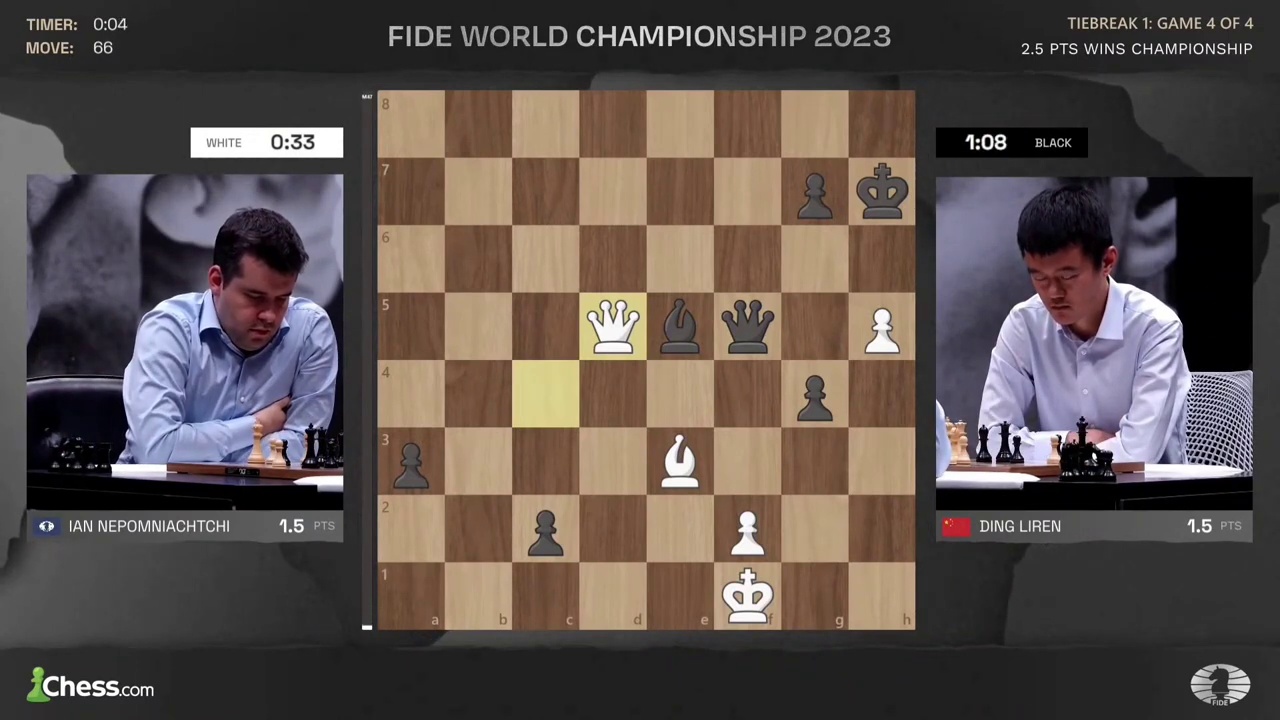 TIMER: 0:04
MOVE: 66
FIDE WORLD CHAMPIONSHIP 2023
TIEBREAK 1: GAME 4 OF 4
2.5 PTS WINS CHAMPIONSHIP
WHITE 0:33
1:08 BLACK
8
7
6
5
4
3
2
1
a b c d e f g h
IAN NEPOMNIACHTCHI 1.5 PTS
DING LIREN 1.5 PTS
Chess.com
FIDE